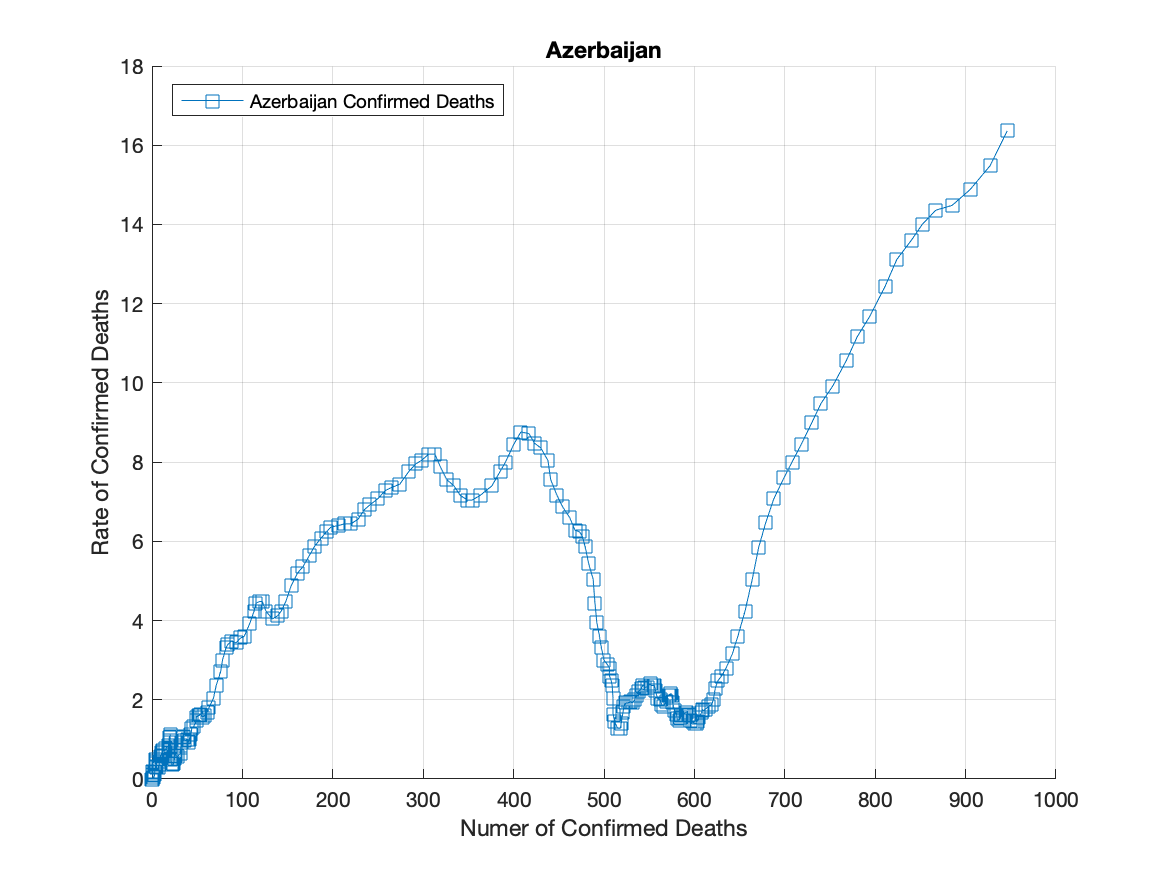 Azerbaijan
18
Azerbaijan Confirmed Deaths
16
14
12
10
8
6
4
2
0
Rate of Confirmed Deaths
0 100 200 300 400 500 600 700 800 900 1000
Numer of Confirmed Deaths